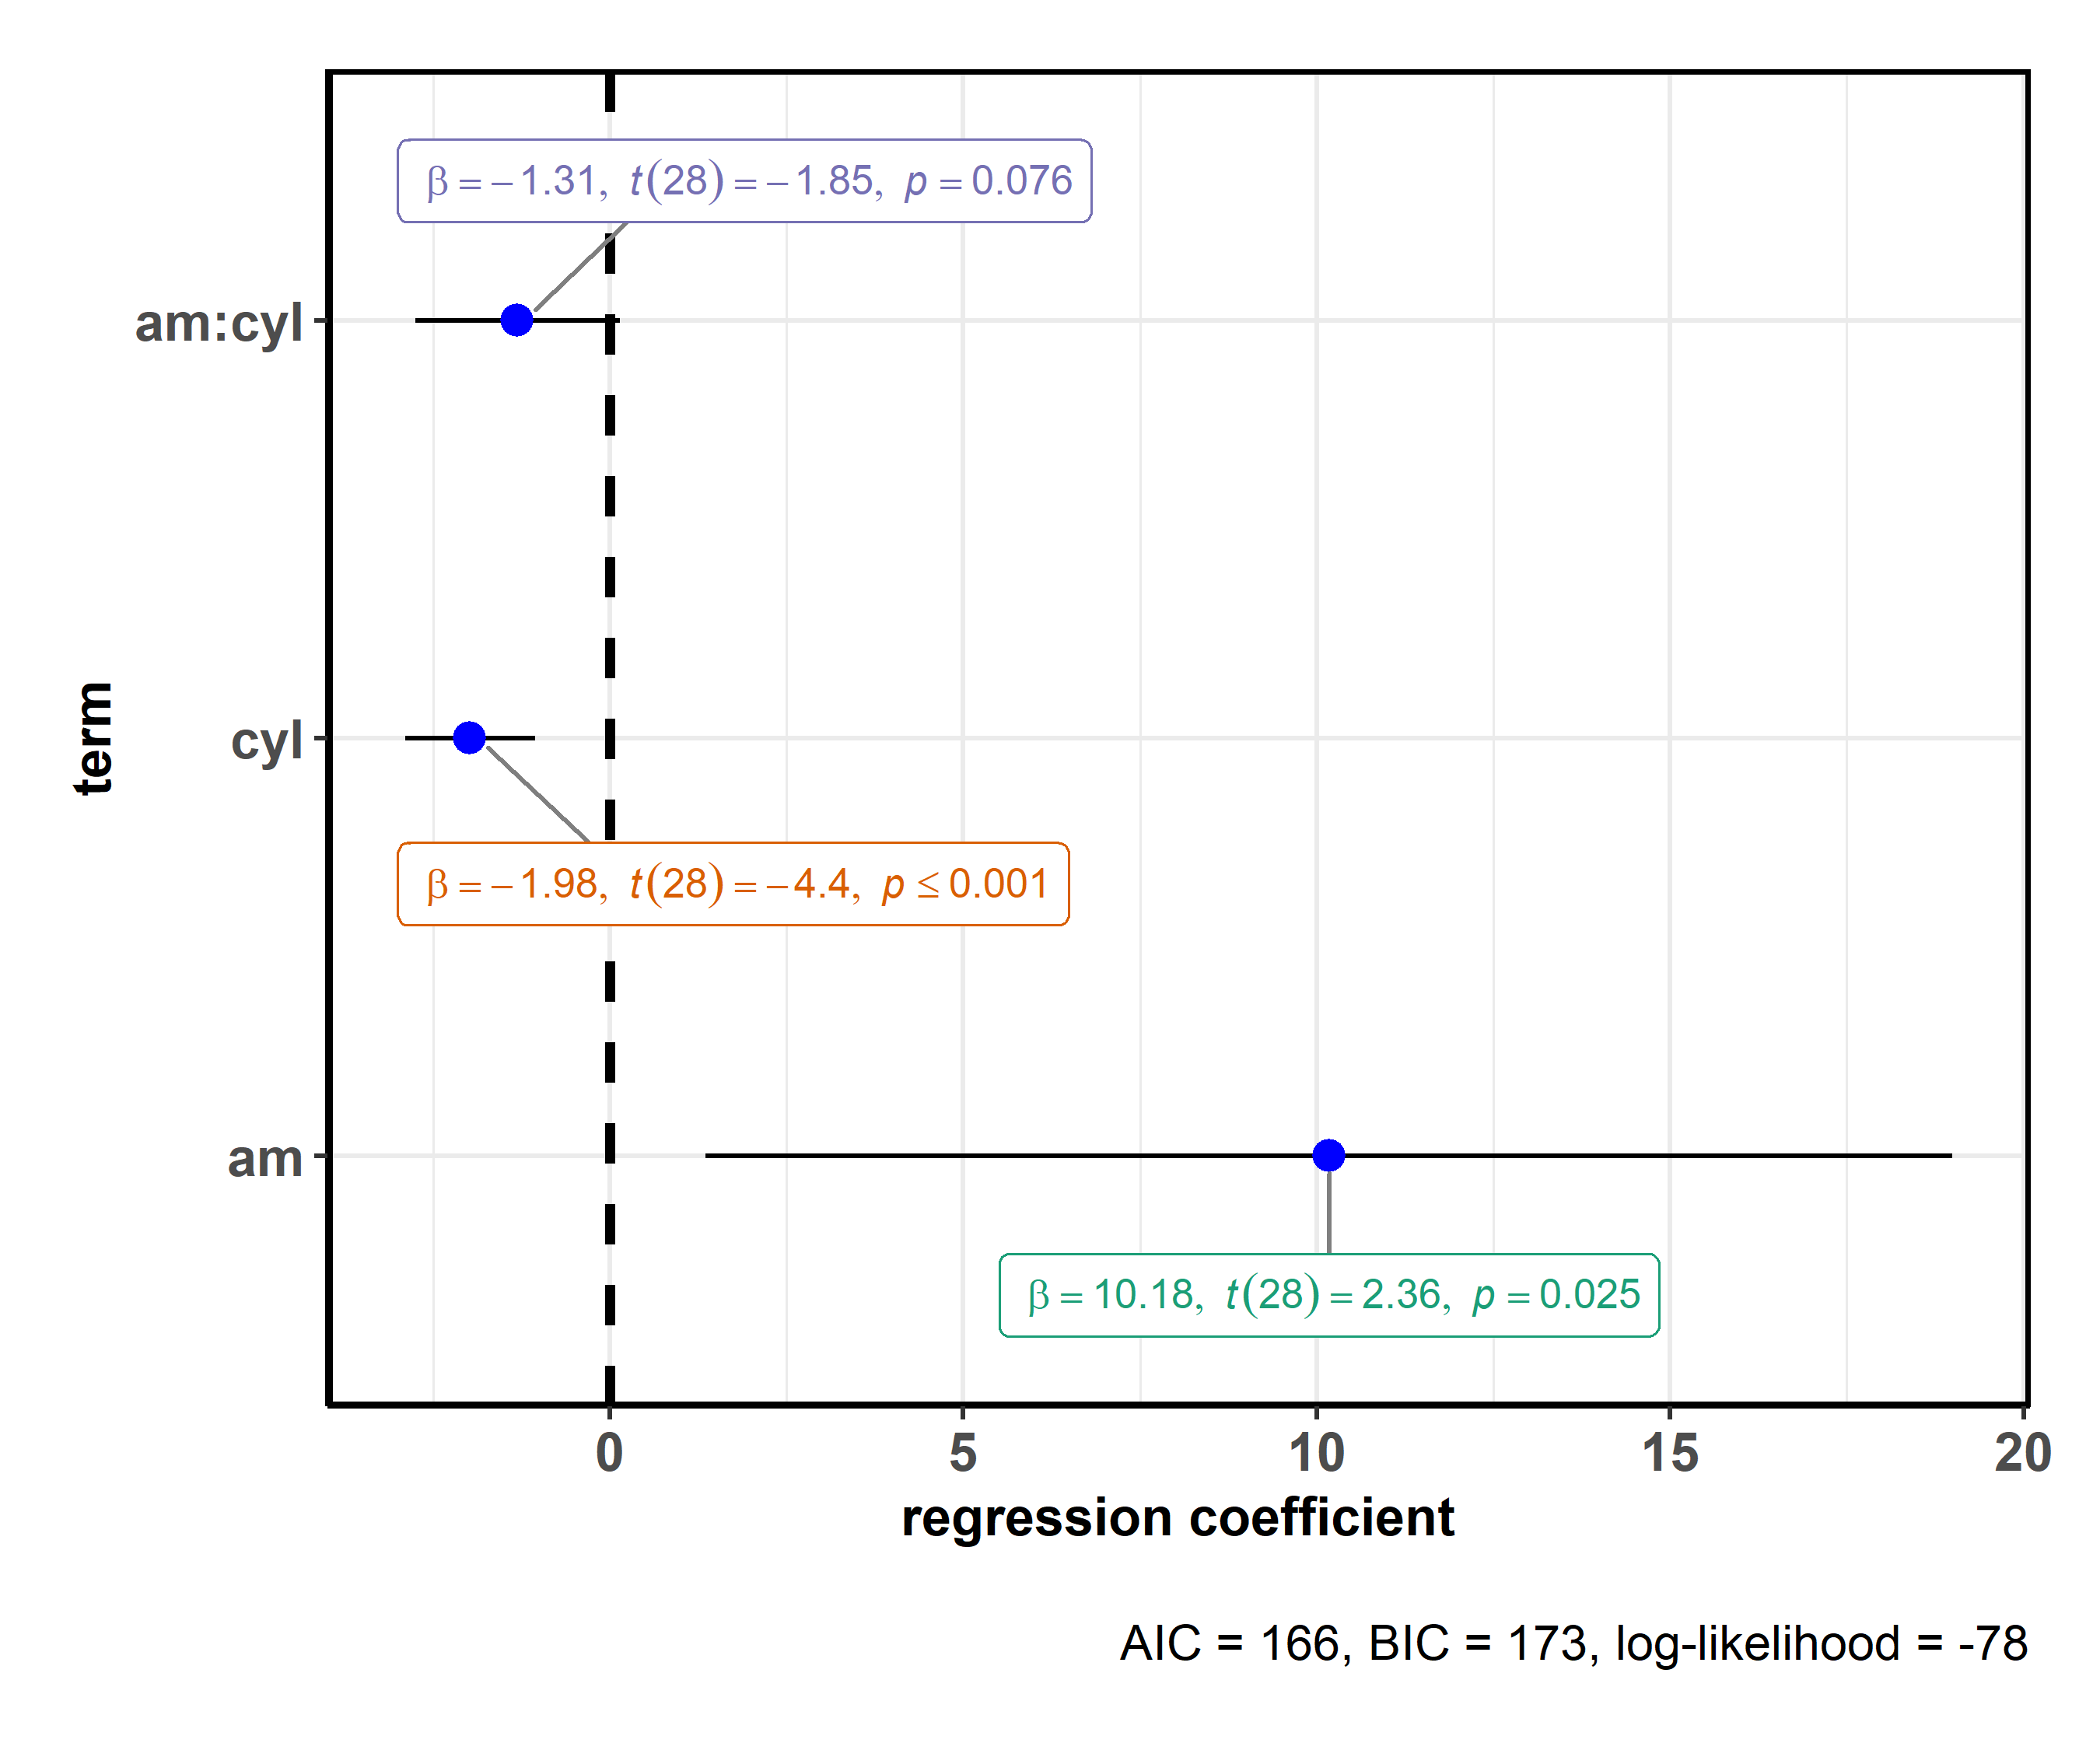 β = −1.31, t(28) = −1.85, p = 0.076
am:cyl
cyl
term
β = −1.98, t(28) = −4.4, p ≤ 0.001
am
β = 10.18, t(28) = 2.36, p = 0.025
0 5 10 15 20
regression coefficient
AIC = 166, BIC = 173, log-likelihood = -78